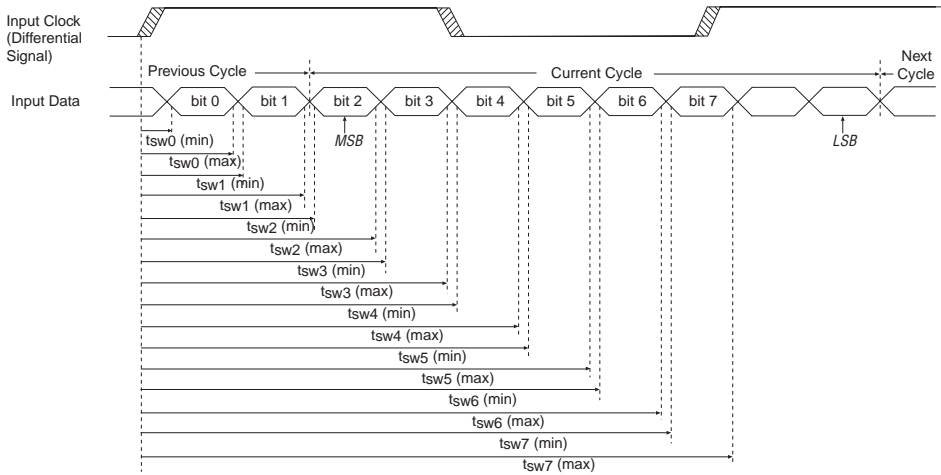 Input Clock
(Differential
Signal)
Previous Cycle
Current Cycle
Next
Cycle
Input Data
bit 0
bit 1
bit 2
bit 3
bit 4
bit 5
bit 6
bit 7
MSB
LSB
tsw0 (min)
tsw0 (max)
tsw1 (min)
tsw1 (max)
tsw2 (min)
tsw2 (max)
tsw3 (min)
tsw3 (max)
tsw4 (min)
tsw4 (max)
tsw5 (min)
tsw5 (max)
tsw6 (min)
tsw6 (max)
tsw7 (min)
tsw7 (max)